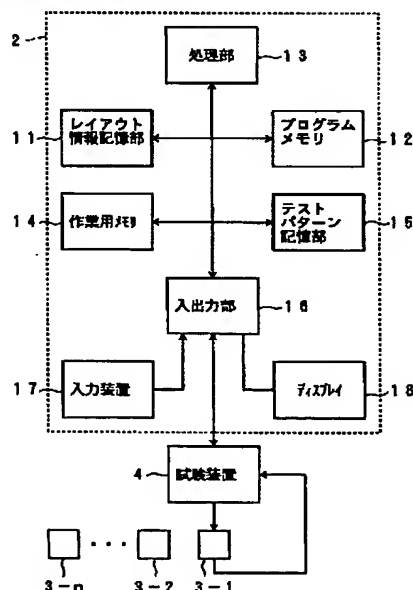 2
処理部
13
11
レイアウト
情報記憶部
プログラム
メモリ
12
14
作業用メモリ
テスト
パターン
記憶部
15
入出力部
16
17
入力装置
ディスプレイ
18
4
試験装置
3-n
3-2
3-1